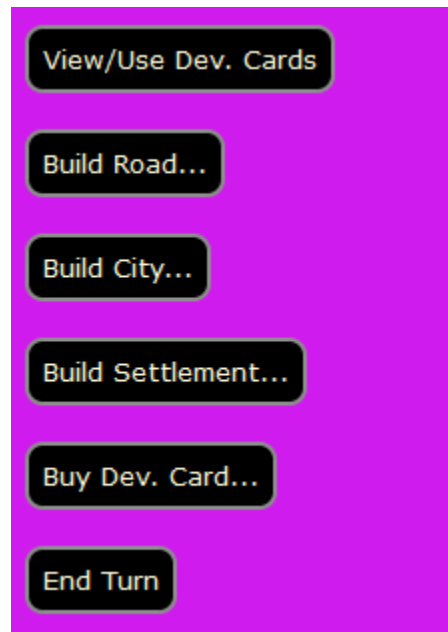 View/Use Dev. Cards
Build Road...
Build City...
Build Settlement...
Buy Dev. Card...
End Turn